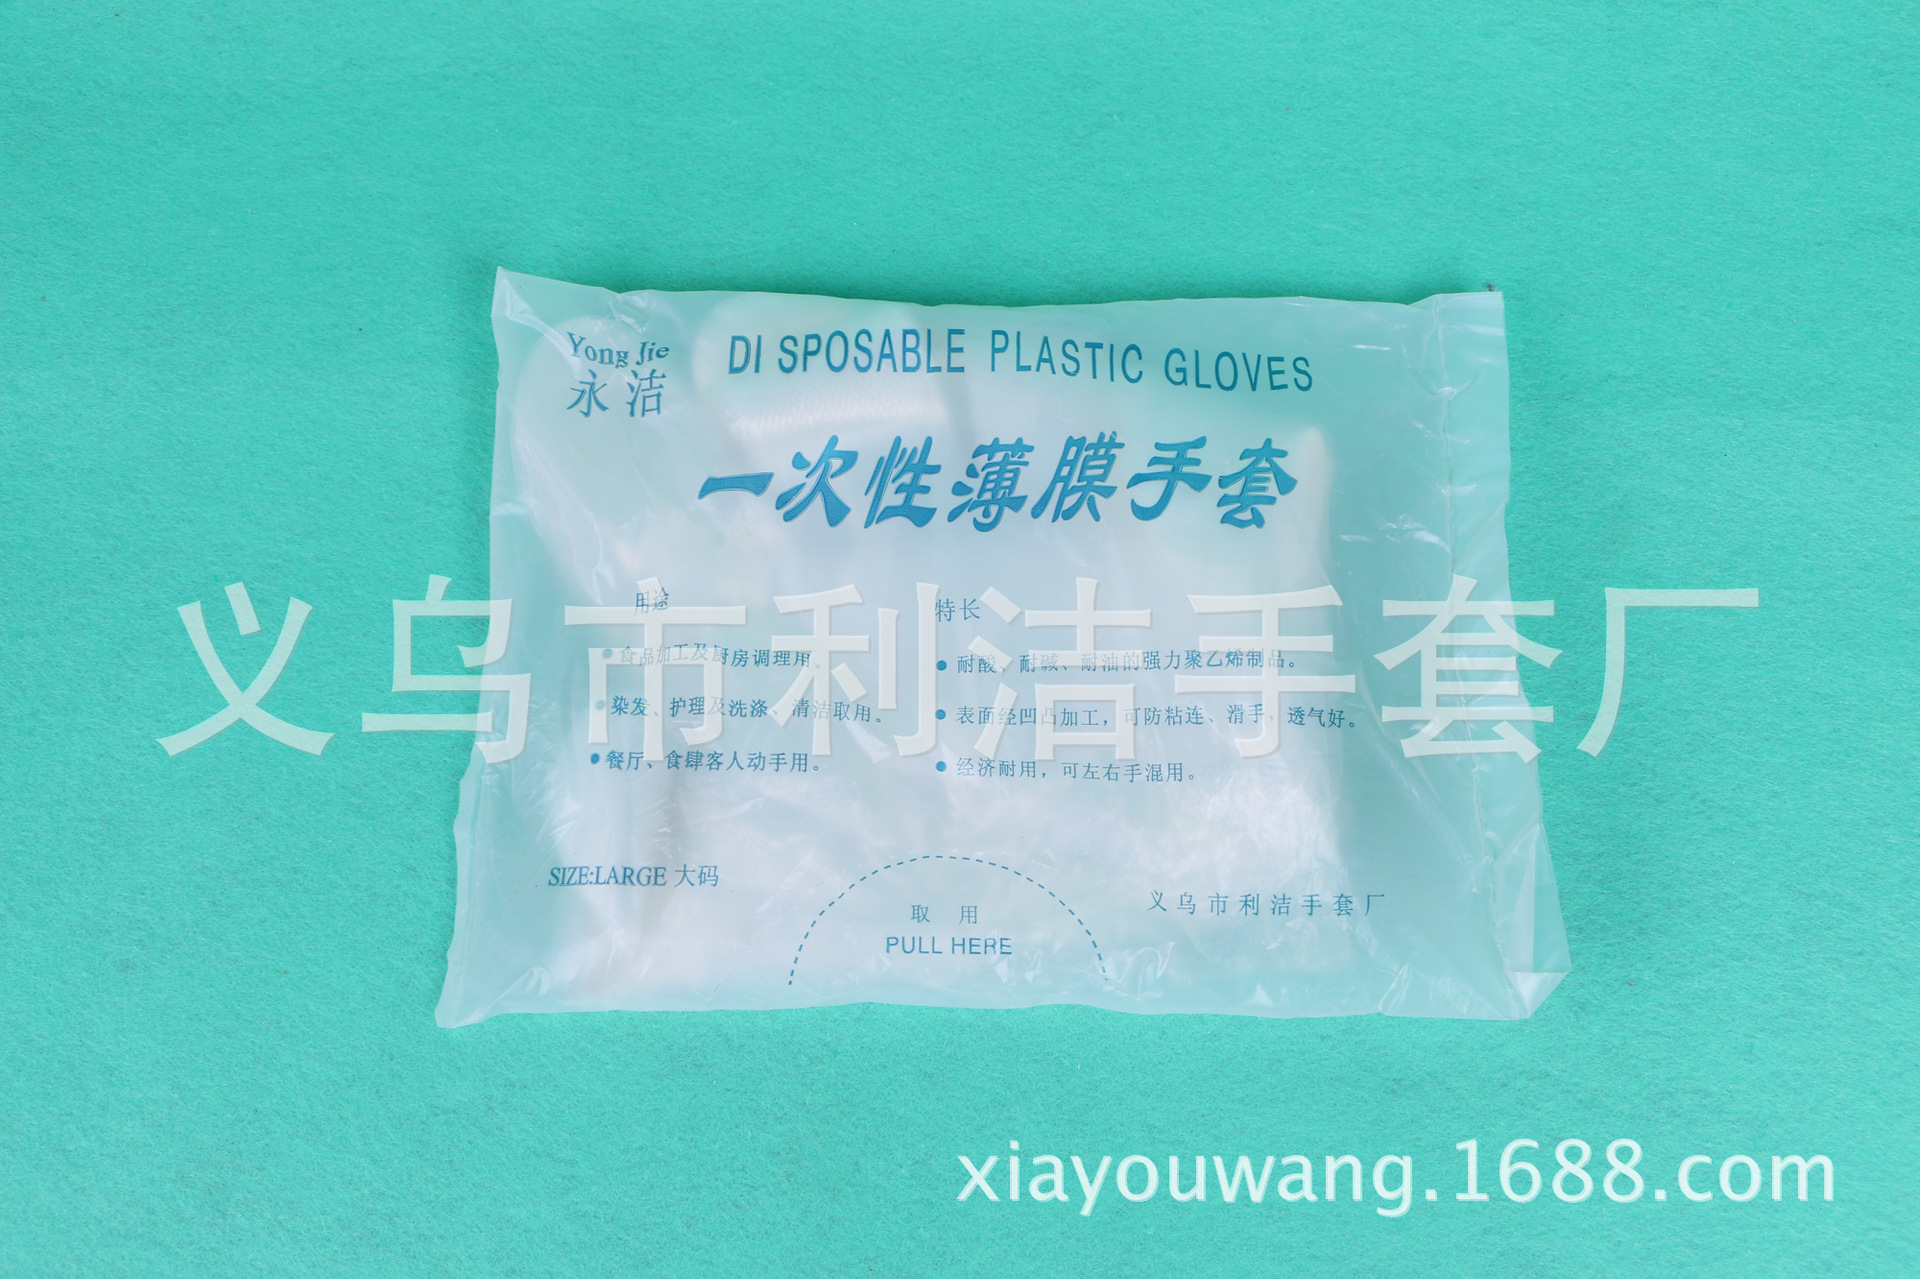 Yong Jie
永洁
DISPOSABLE PLASTIC GLOVES
一次性薄膜手套
用途
●食品加工及厨房调理用。
●染发、护理及洗涤、清洁取用。
●餐厅、食肆客人动手用。
特长
●耐酸、耐碱、耐油的强力聚乙烯制品。
●表面经凹凸加工，可防粘连、滑手，透气好。
●经济耐用，可左右手混用。
义乌市利洁手套厂
SIZE:LARGE 大码
取 用
PULL HERE
义乌市利洁手套厂
xiayouwang.1688.com